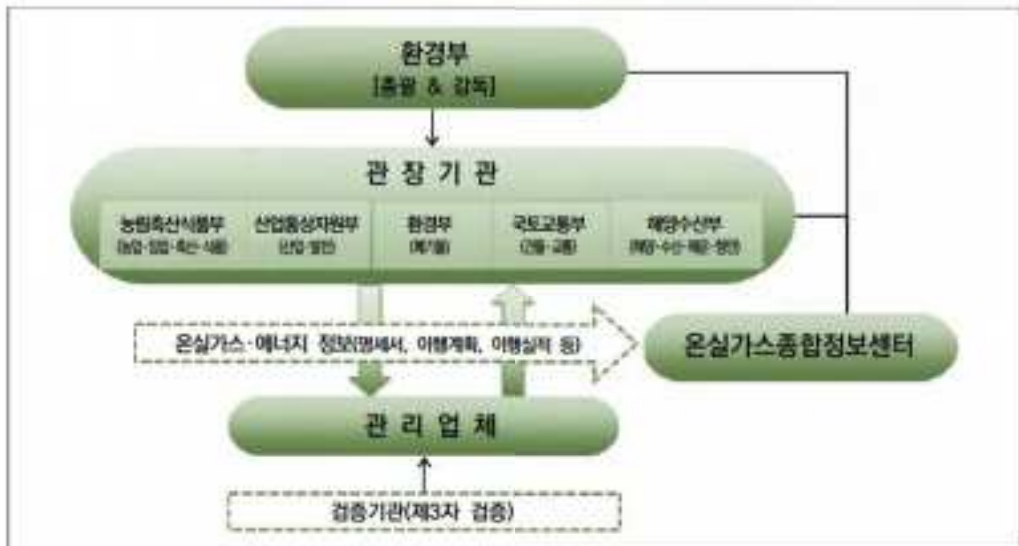 환경부
[총괄 & 감독]
관 장 기 관
농림축산식품부
산업통상자원부
환경부
국토교통부
해양수산부
(농업·임업·축산·식품)
(산업·발전)
(폐기물)
(건물·교통)
(해양·수산·해운·항만)
온실가스·에너지 정보(명세서, 이행계획, 이행실적 등)
온실가스종합정보센터
관 리 업 체
검증기관(제3자 검증)